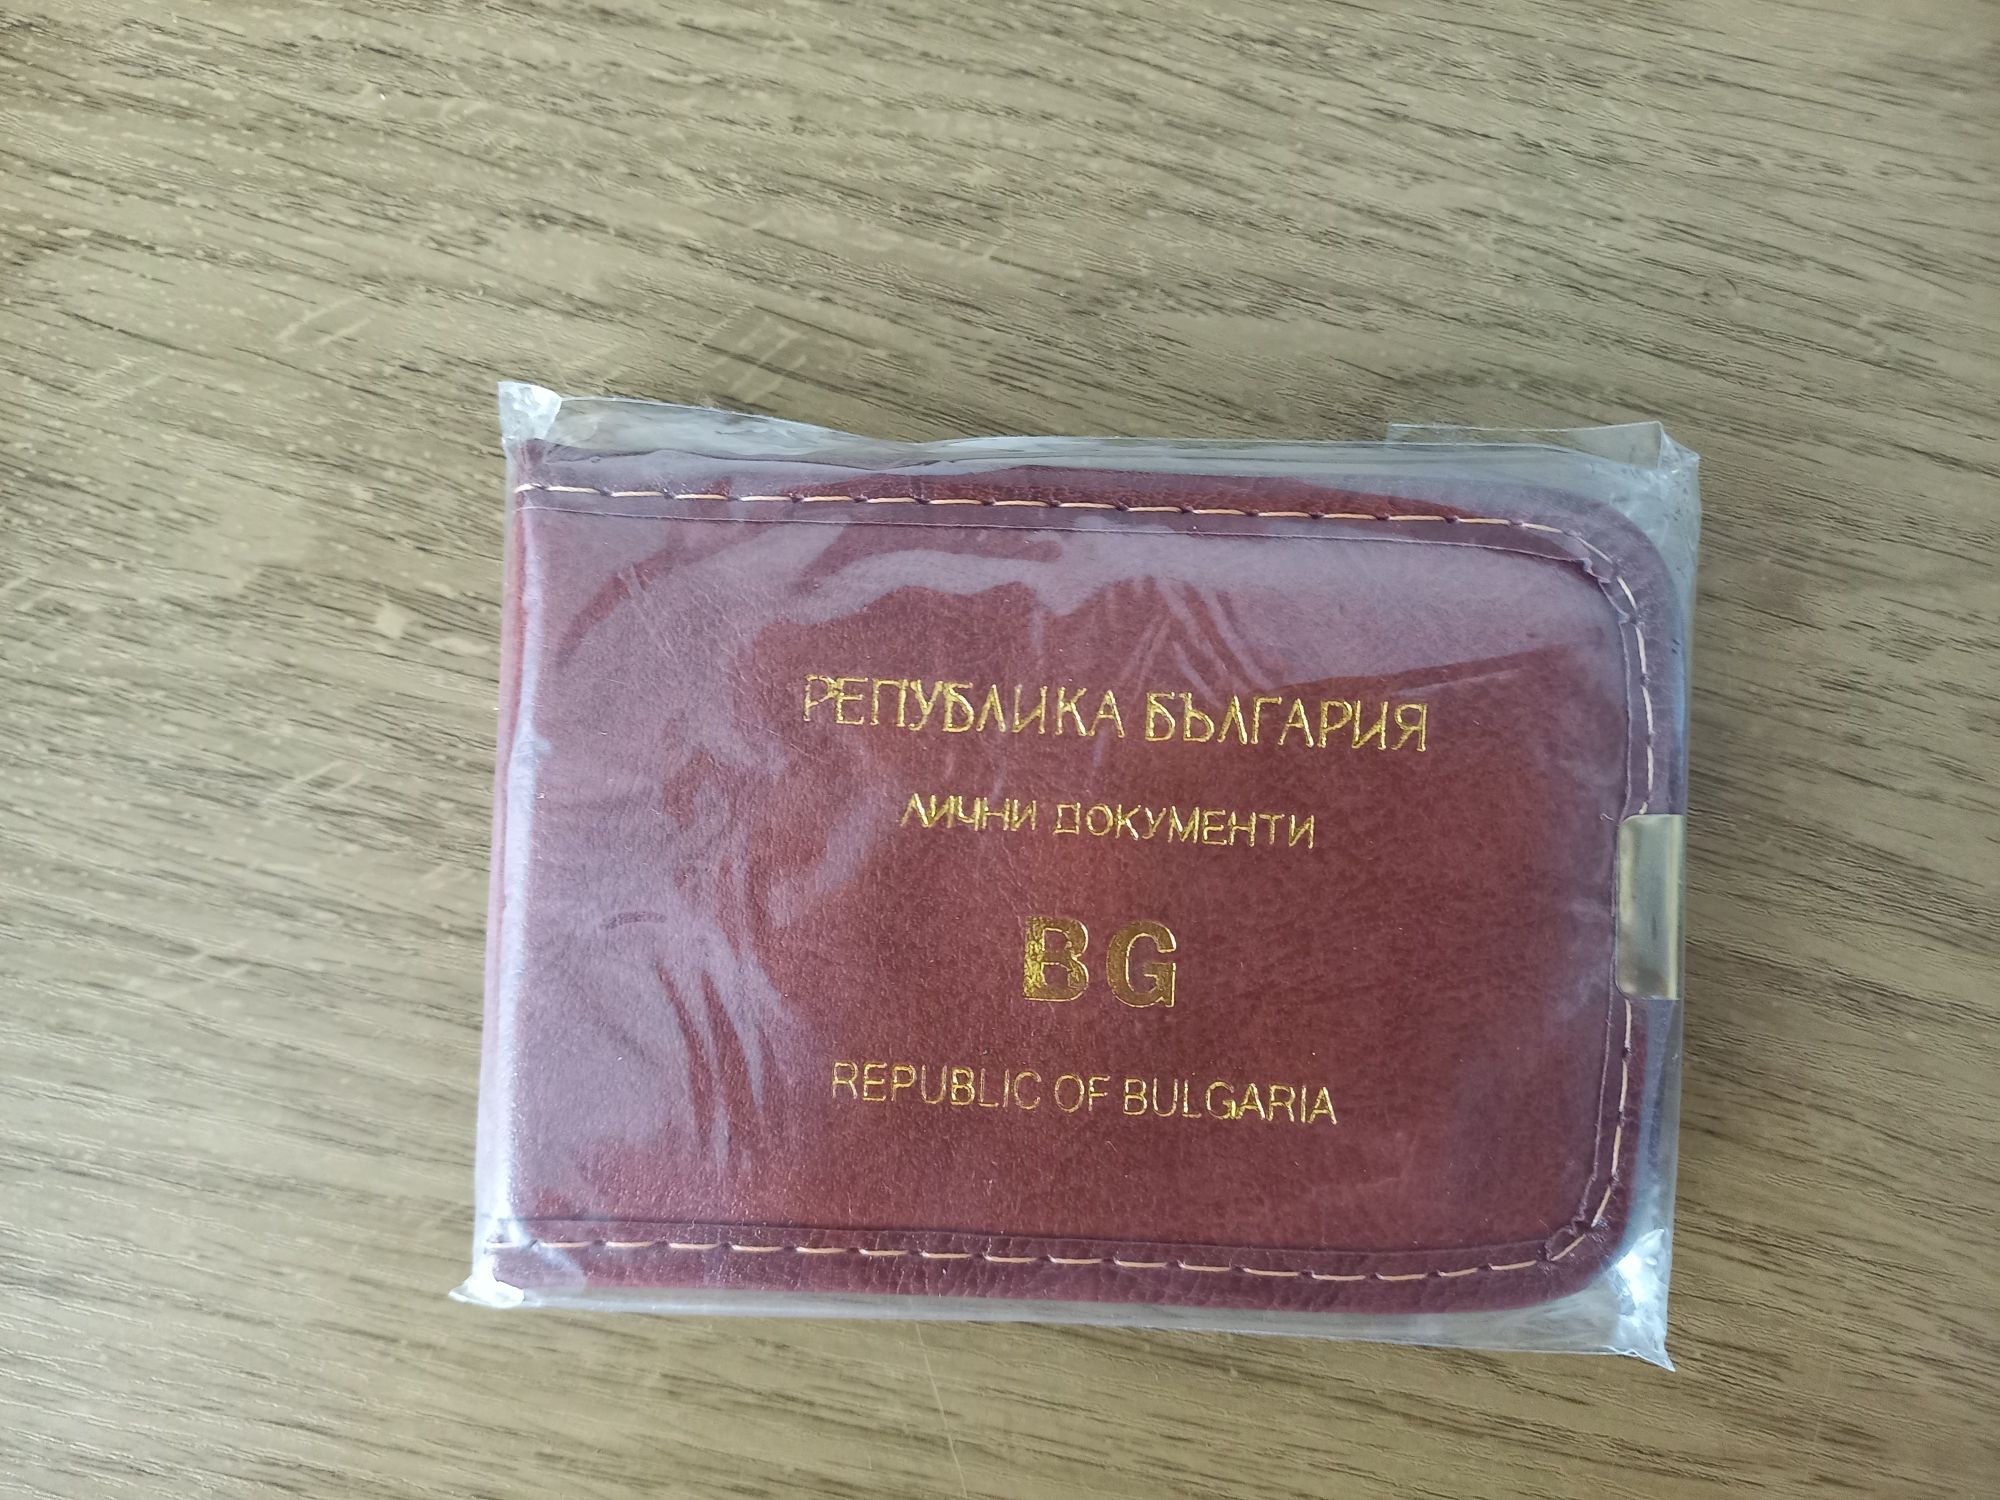 РЕПУБЛИКА БЪЛГАРИЯ
ЛИЧНИ ДОКУМЕНТИ
BG
REPUBLIC OF BULGARIA